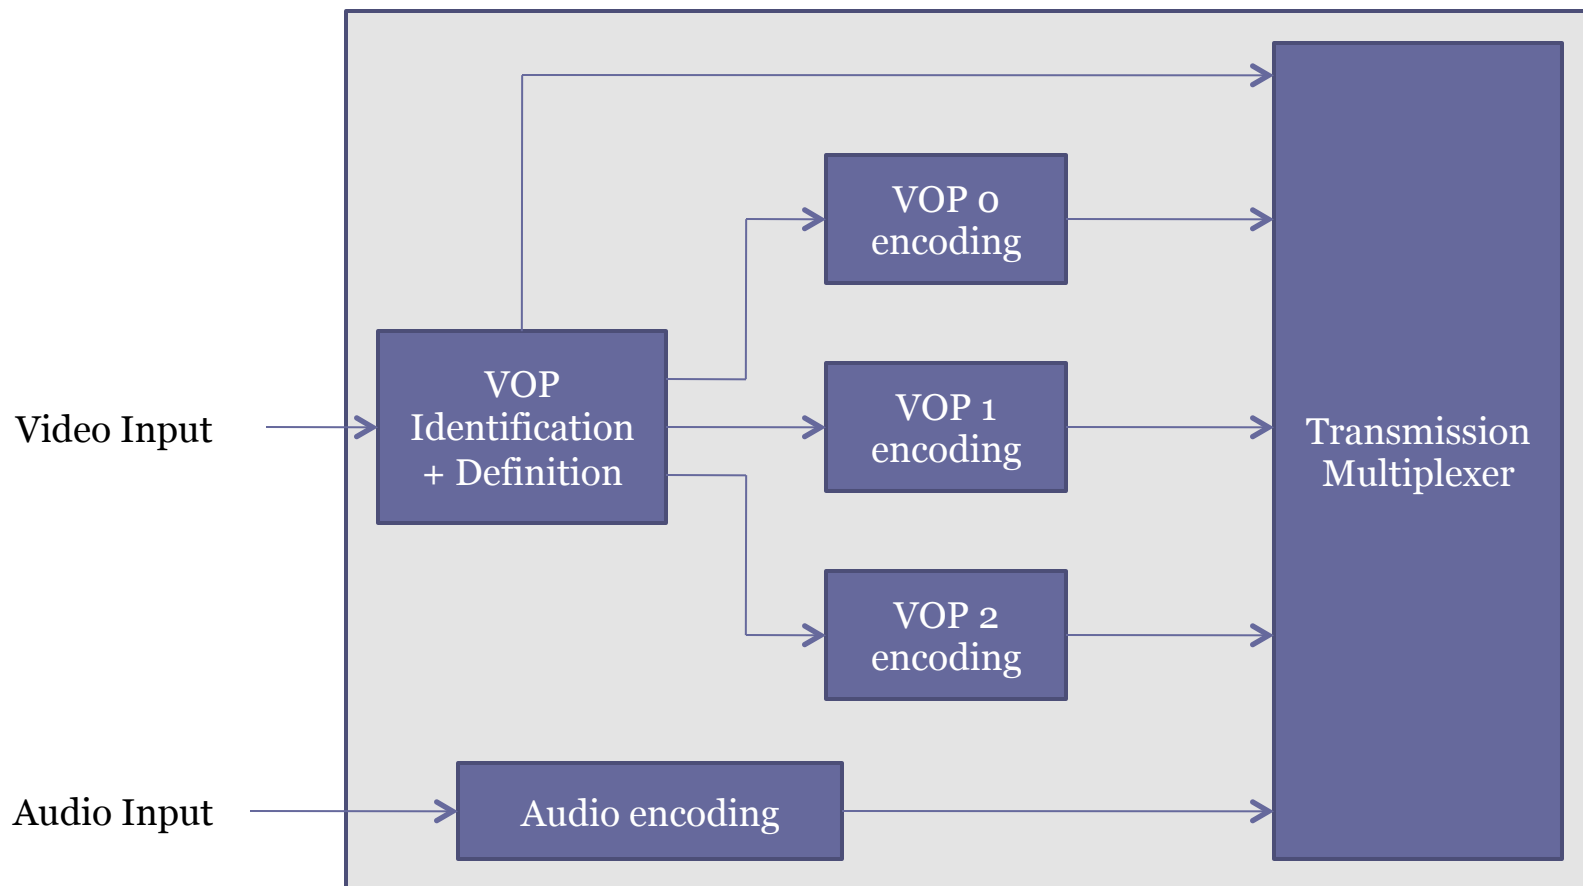 VOP 0
encoding
VOP
Identification
+ Definition
Video Input
VOP 1
encoding
Transmission
Multiplexer
VOP 2
encoding
Audio Input
Audio encoding